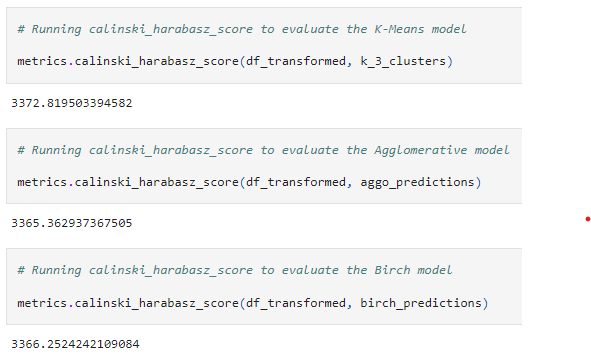 # Running calinski_harabasz_score to evaluate the K-Means model
metrics.calinski_harabasz_score(df_transformed, k_3_clusters)
3372.819503394582
# Running calinski_harabasz_score to evaluate the Agglomerative model
metrics.calinski_harabasz_score(df_transformed, aggo_predictions)
3365.362937367505
# Running calinski_harabasz_score to evaluate the Birch model
metrics.calinski_harabasz_score(df_transformed, birch_predictions)
3366.2524242109084